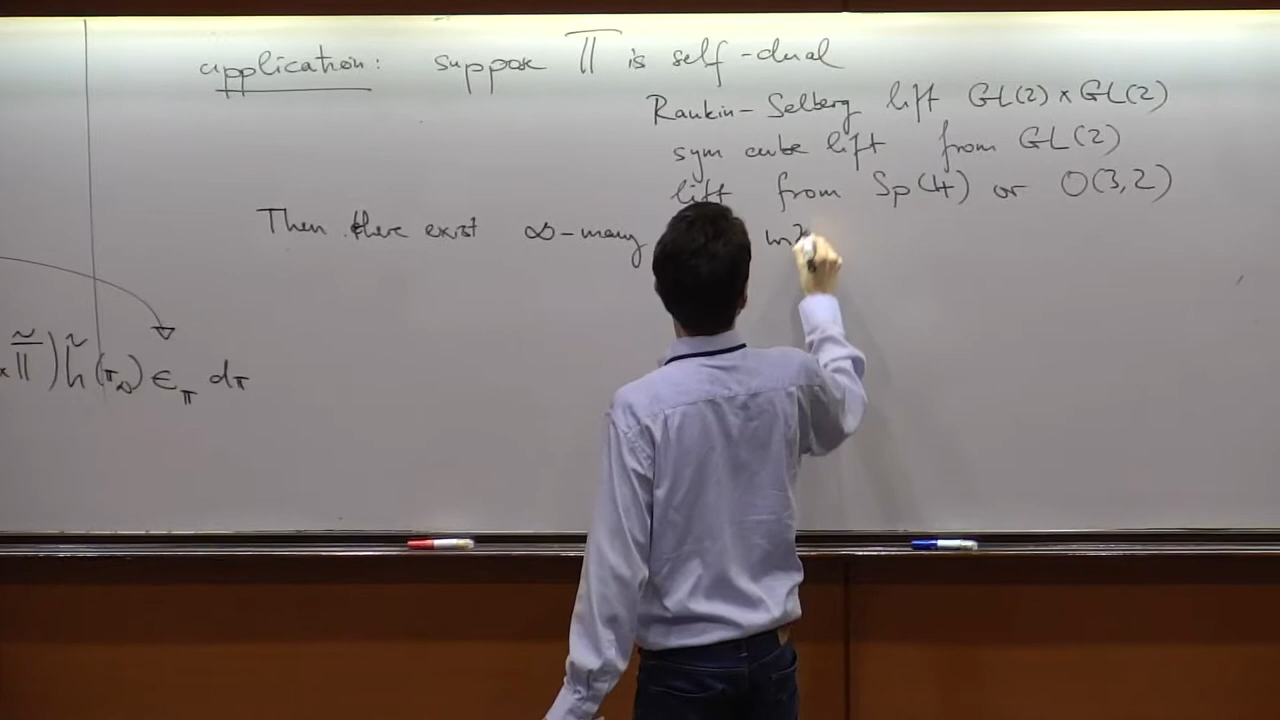 application: suppose Π is self-dual
Rankin-Selberg lift GL(2) x GL(2)
sym cube lift from GL(2)
lift from Sp(4) or O(3,2)
Then there exist ∞-many
x Π̃) h̃(π∞) ϵ_π dπ